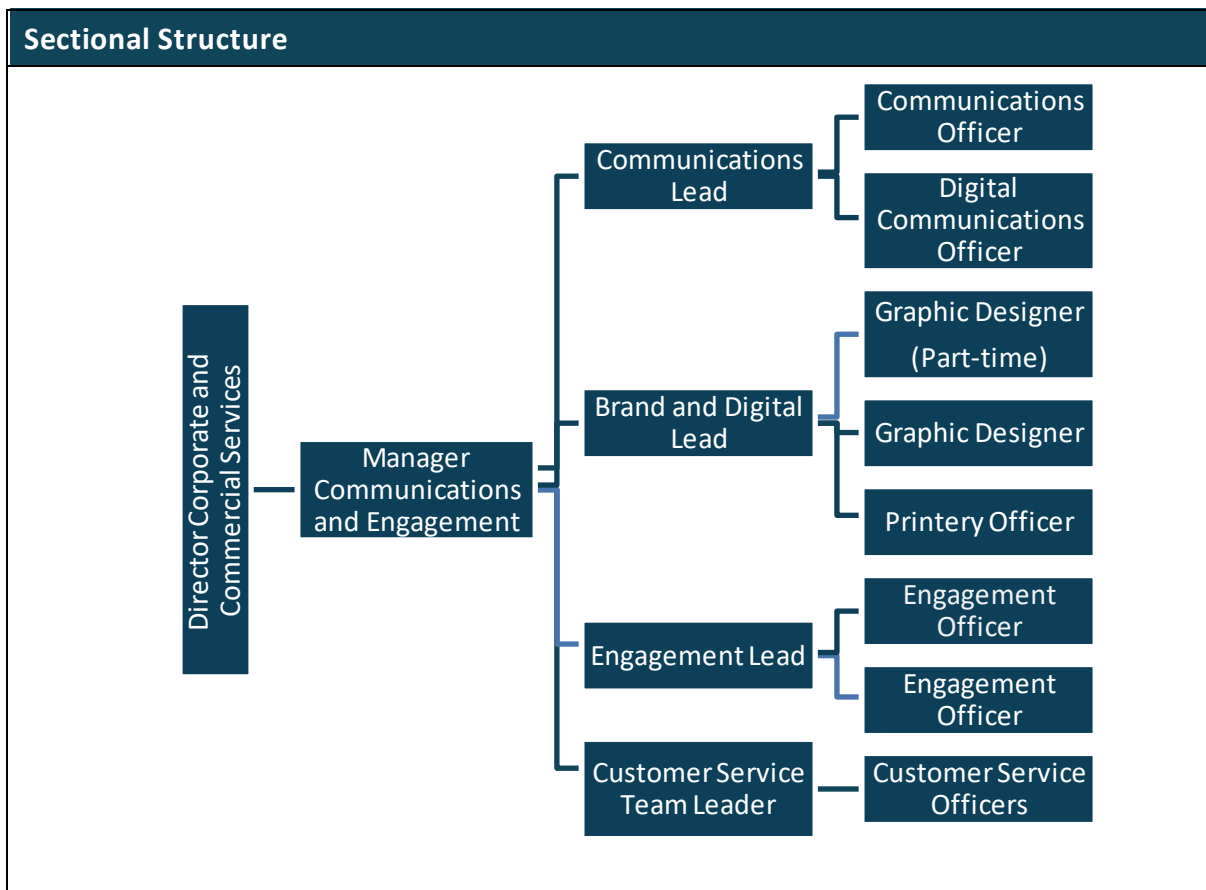 Sectional Structure
Director Corporate and
Commercial Services
Manager
Communications
and Engagement
Communications
Lead
Communications
Officer
Digital
Communications
Officer
Brand and Digital
Lead
Graphic Designer
(Part-time)
Graphic Designer
Printery Officer
Engagement Lead
Engagement
Officer
Engagement
Officer
Customer Service
Team Leader
Customer Service
Officers